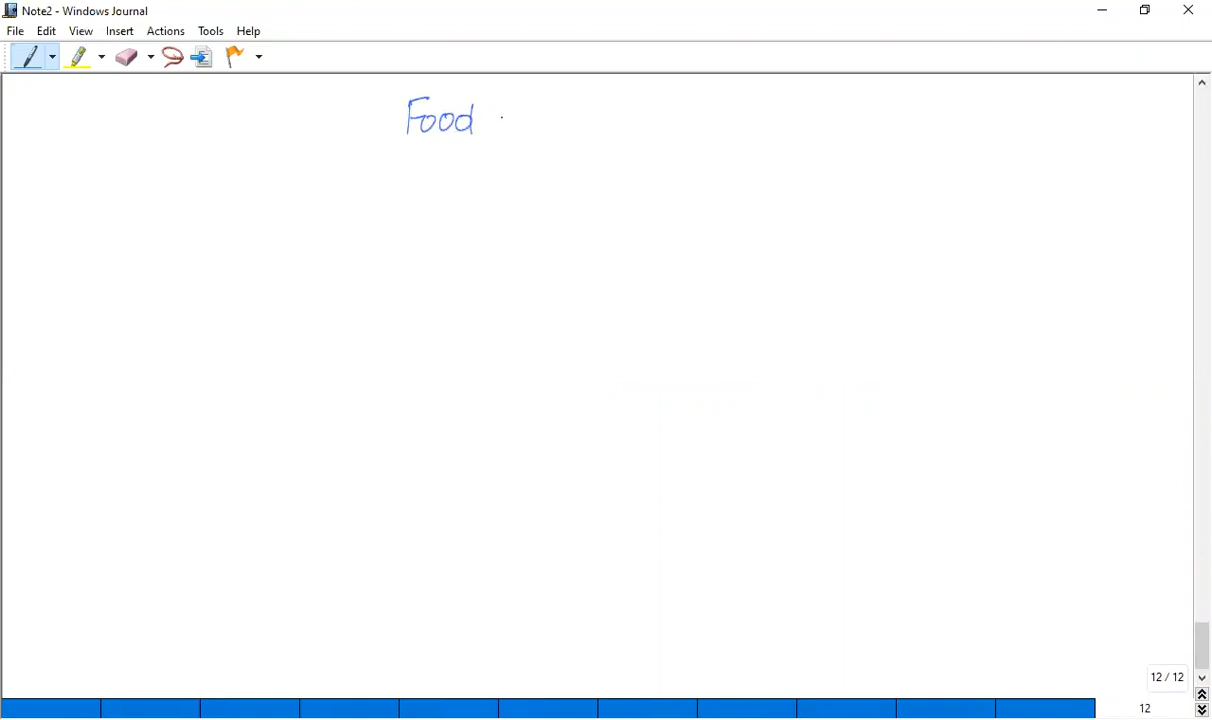 Note2 - Windows Journal
File Edit View Insert Actions Tools Help
Food
12 / 12
12